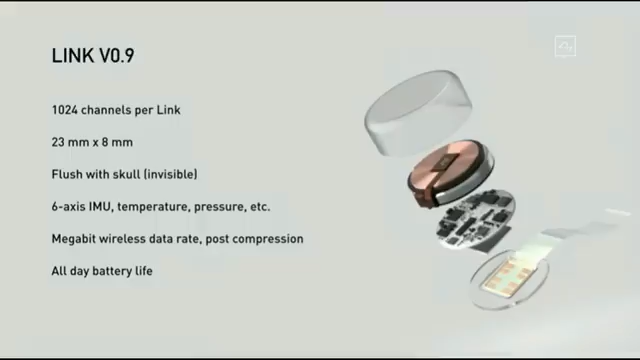 LINK V0.9
1024 channels per Link
23 mm x 8 mm
Flush with skull (invisible)
6-axis IMU, temperature, pressure, etc.
Megabit wireless data rate, post compression
All day battery life